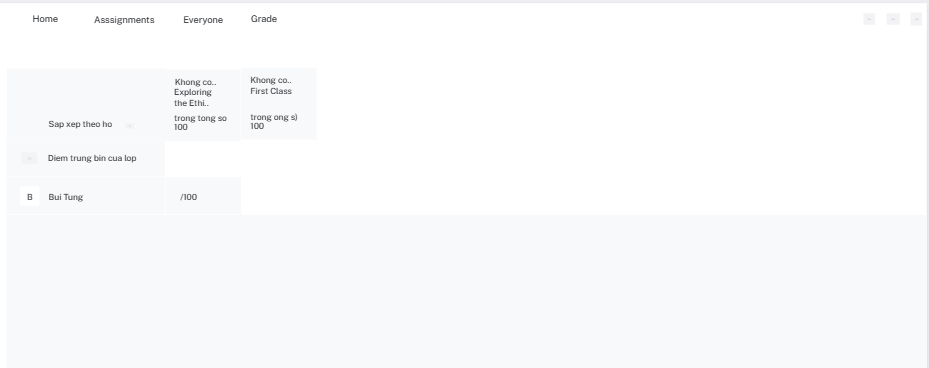 Home Asssignments Everyone Grade
Khong co.. Khong co..
Exploring First Class
the Ethi..
Sap xep theo ho trong tong so trong ong s)
100 100
Diem trung bin cua lop
B Bui Tung /100